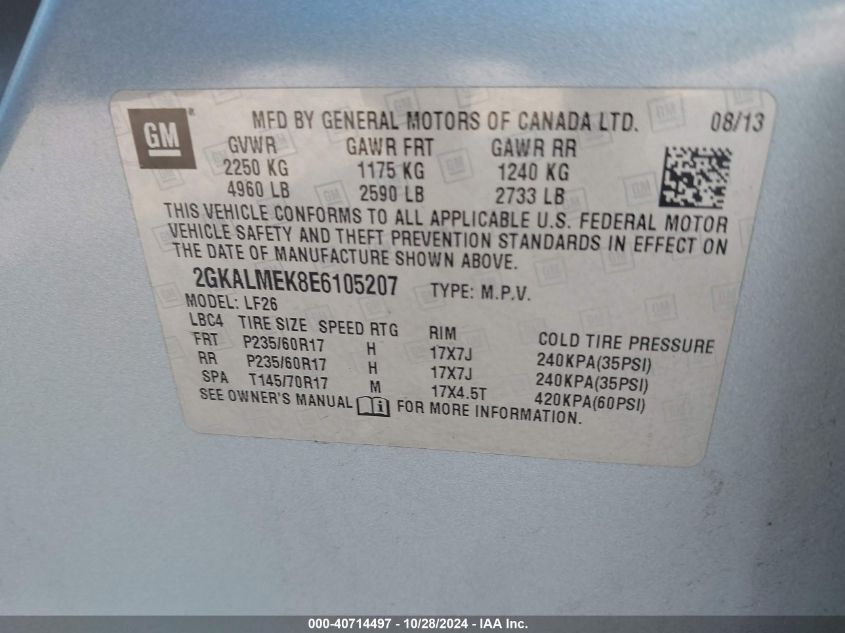 GM ® MFD BY GENERAL MOTORS OF CANADA LTD. 08/13
GVWR GAWR FRT GAWR RR
2250 KG 1175 KG 1240 KG
4960 LB 2590 LB 2733 LB
THIS VEHICLE CONFORMS TO ALL APPLICABLE U.S. FEDERAL MOTOR
VEHICLE SAFETY AND THEFT PREVENTION STANDARDS IN EFFECT ON
THE DATE OF MANUFACTURE SHOWN ABOVE.
2GKALMEK8E6105207 TYPE: M.P.V.
MODEL: LF26
LBC4 TIRE SIZE SPEED RTG RIM COLD TIRE PRESSURE
FRT P235/60R17 H 17X7J 240KPA(35PSI)
RR P235/60R17 H 17X7J 240KPA(35PSI)
SPA T145/70R17 M 17X4.5T 420KPA(60PSI)
SEE OWNER'S MANUAL FOR MORE INFORMATION.
000-40714497 - 10/28/2024 - IAA Inc.